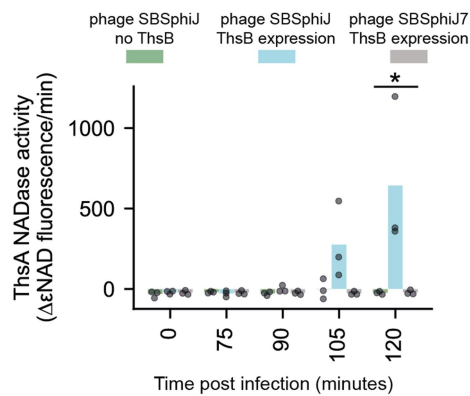 phage SBSphiJ
no ThsB
phage SBSphiJ
ThsB expression
phage SBSphiJ7
ThsB expression
*
ThsA NADase activity
(ΔεNAD fluorescence/min)
1000
500
0
0
75
90
105
120
Time post infection (minutes)